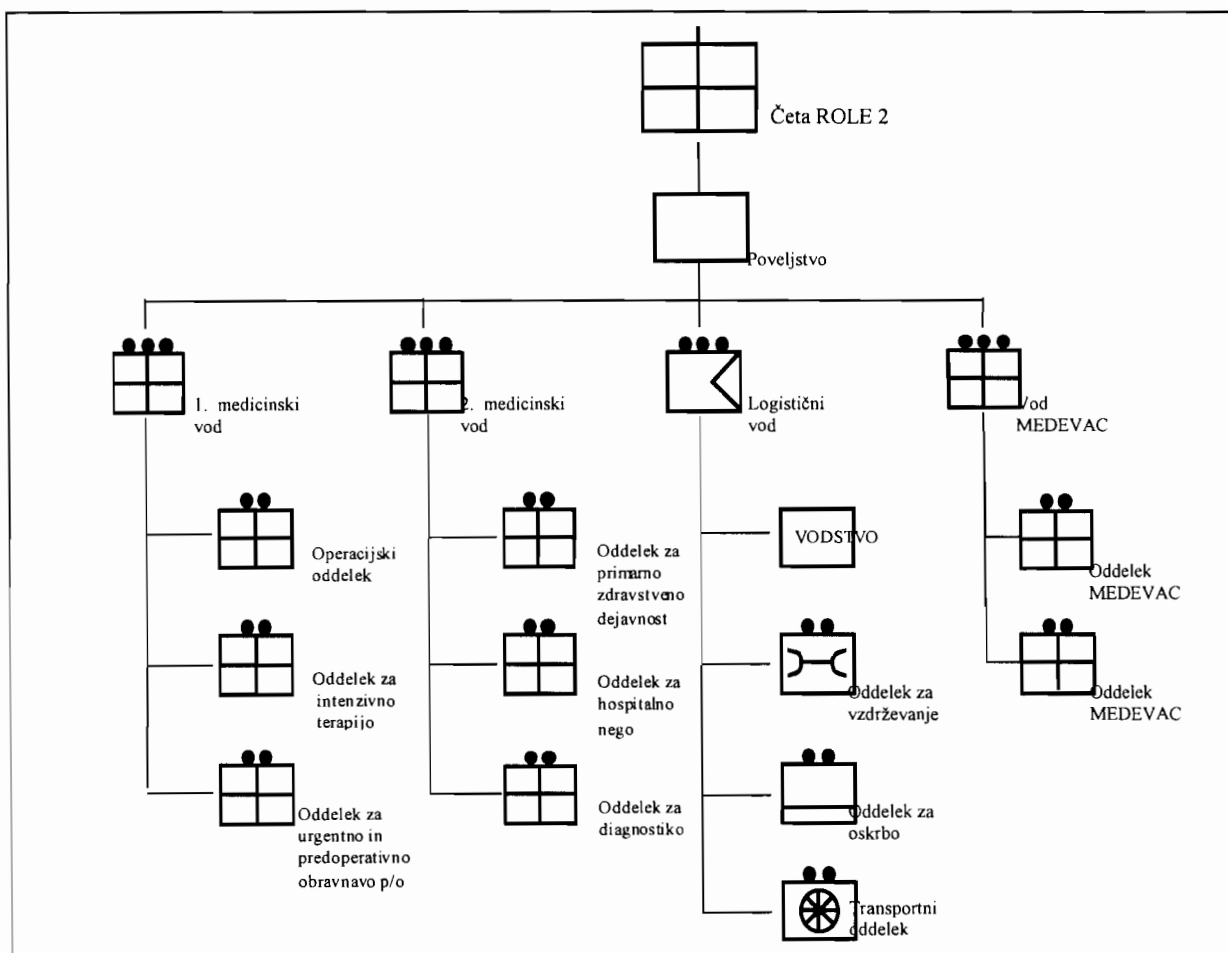 Četa ROLE 2
Poveljstvo
1. medicinski
vod
2. medicinski
vod
Logistični
vod
Vod
MEDEVAC
Operacijski
oddelek
Oddelek za
intenzivno
terapijo
Oddelek za
urgentno in
predoperativno
obravnavo p/o
Oddelek za
primarno
zdravstveno
dejavnost
Oddelek za
hospitalno
nego
Oddelek za
diagnostiko
VODSTVO
Oddelek za
vzdrževanje
Oddelek za
oskrbo
Transportni
oddelek
Oddelek
MEDEVAC
Oddelek
MEDEVAC